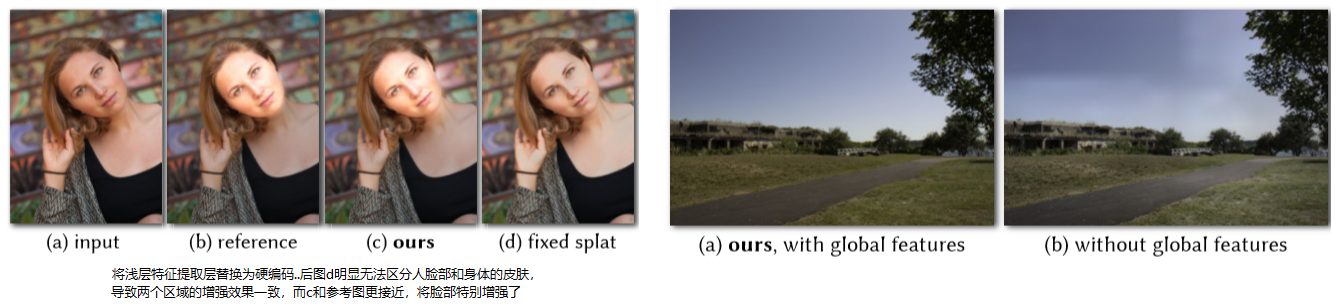 (a) input
(b) reference
(c) ours
(d) fixed splat
(a) ours, with global features
(b) without global features
将浅层特征提取层替换为硬编码..后图d明显无法区分人脸部和身体的皮肤，
导致两个区域的增强效果一致，而c和参考图更接近，将脸部特别增强了